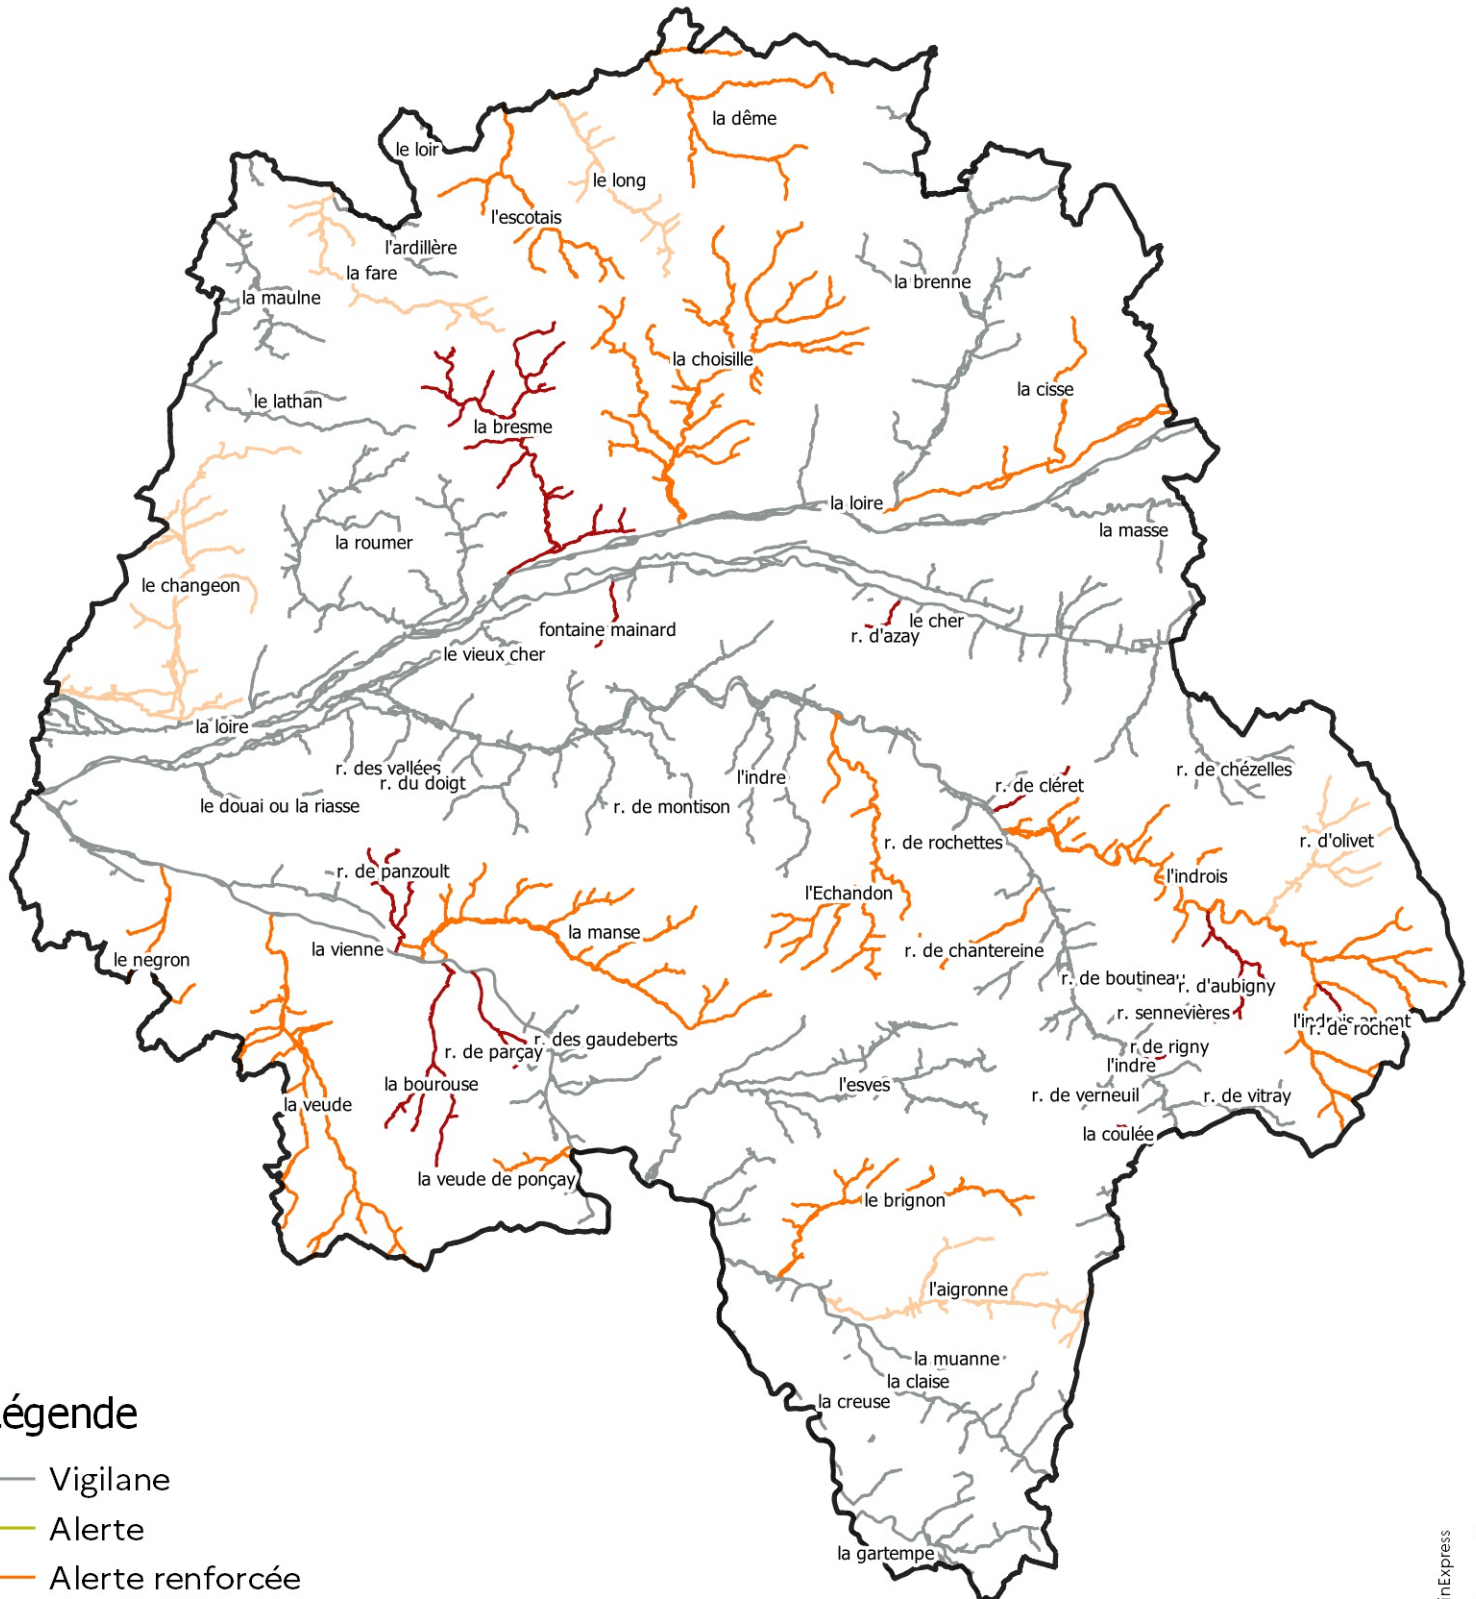 la dême
le loir
le long
l'escotais
l'ardillère
la fare
la brenne
la maulne
la choisille
la cisse
le lathan
la bresme
la loire
la masse
la roumer
le changeon
le cher
fontaine mainard
r. d'azay
le vieux cher
la loire
r. des vallées
r. du doigt
l'indre
r. de cléret
r. de chézelles
le douai ou la riasse
r. de montison
r. de rochettes
r. d'olivet
r. de panzoult
l'indrois
l'Echandon
la manse
la vienne
r. de chantereine
le negron
r. de boutineau
r. d'aubigny
r. sennevières
l'indrois amont
r. de roche
r. des gaudeberts
r. de parçay
r. de rigny
l'indre
la bourouse
l'esves
r. de verneuil
r. de vitray
la veude
la coulée
la veude de ponçay
le brignon
l'aigronne
la muanne
la claise
la creuse
égende
Vigilane
Alerte
Alerte renforcée
la gartempe
inExpress